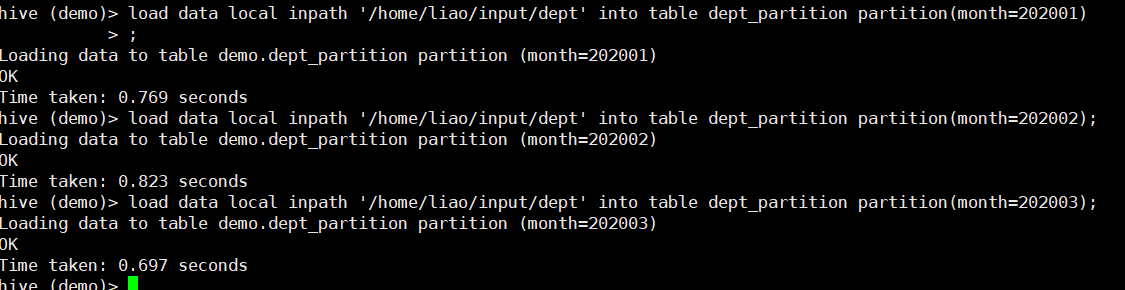 hive (demo)> load data local inpath '/home/liao/input/dept' into table dept_partition partition(month=202001)
           > ;
Loading data to table demo.dept_partition partition (month=202001)
OK
Time taken: 0.769 seconds
hive (demo)> load data local inpath '/home/liao/input/dept' into table dept_partition partition(month=202002);
Loading data to table demo.dept_partition partition (month=202002)
OK
Time taken: 0.823 seconds
hive (demo)> load data local inpath '/home/liao/input/dept' into table dept_partition partition(month=202003);
Loading data to table demo.dept_partition partition (month=202003)
OK
Time taken: 0.697 seconds
hive (demo)>